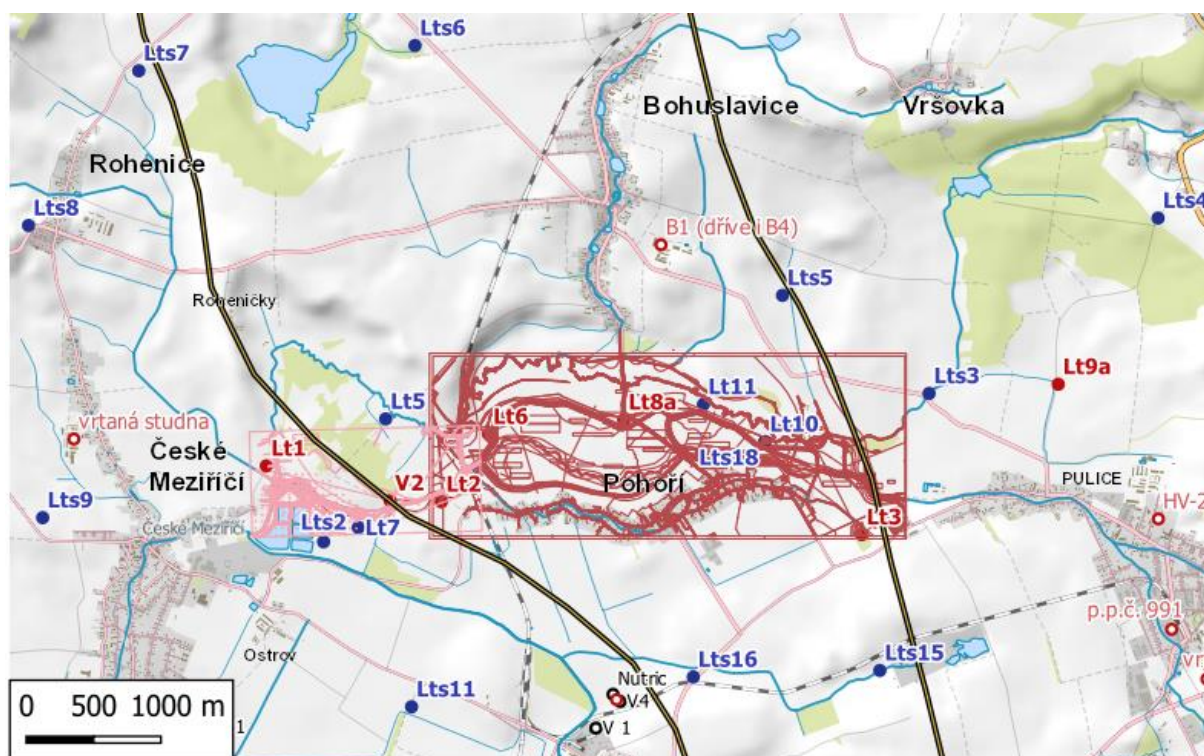 Lts7
Lts6
Bohuslavice
Vršovka
Rohenice
Lts8
Lts4
B1 (dříve i B4)
Lts5
Roheničky
Lts3
Lt9a
Lt11
Lt5
Lt6
Lt8a
Lt10
vrtaná studna
České
Meziříčí
Lt1
Lts18
Pohoří
PULICE
V2
Lt2
Lts9
České Meziříčí
Lts2
Lt7
Lt3
HV-2
p.p.č. 991
Ostrov
Lts16
Lts15
Nutric
V4
V 1
Lts11
0 500 1000 m
1